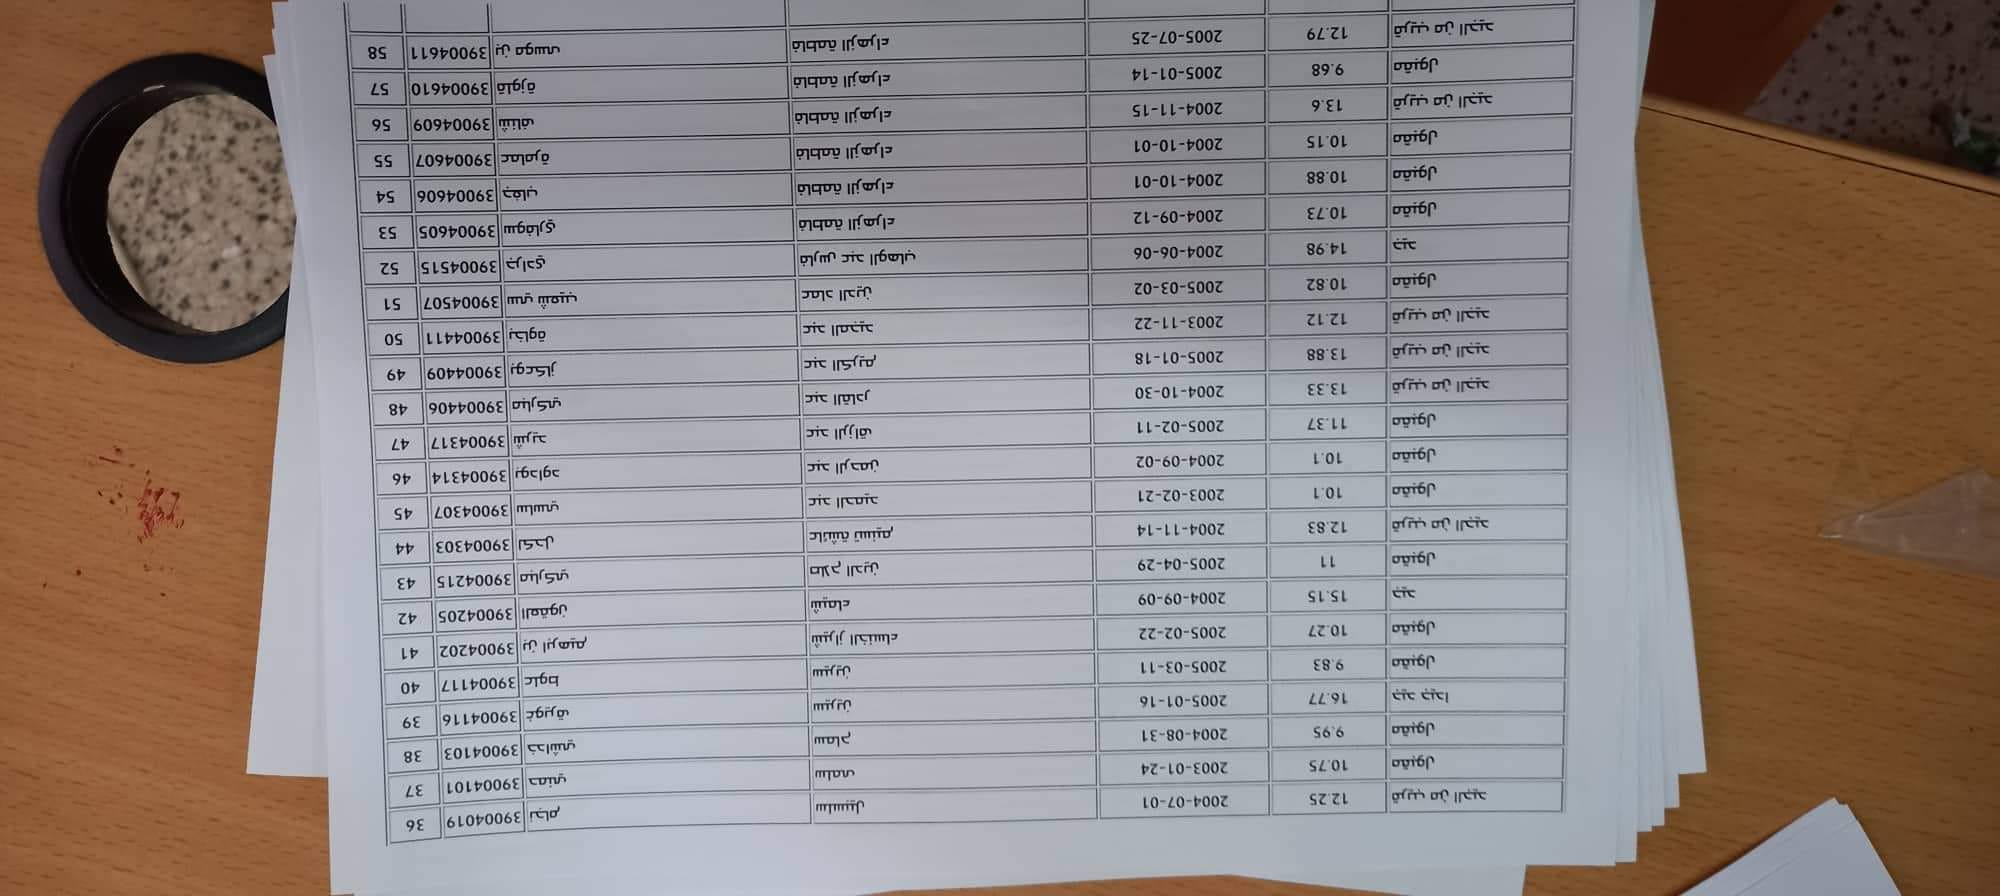 36 39004019 نجام سلسبيل 2004-07-01 12.25 قريب من الجيد
37 39004101 حمني سلمى 2003-01-24 10.75 مقبول
38 39004103 خداشي سماح 2004-08-31 9.95 مقبول
39 39004116 غويرق سيرين 2005-01-16 16.77 جيد جيدا
40 39004117 علوط سيرين 2005-03-11 9.83 مقبول
41 39004202 بن ابرهيم شيراز الخنساء 2005-02-22 10.27 مقبول
42 39004205 العقون شيماء 2004-09-09 15.15 جيد
43 39004215 مباركي صلاح الدين 2005-04-29 11 مقبول
44 39004303 لكحل عائشة تسنيم 2004-11-14 12.83 قريب من الجيد
45 39004307 ساسي عبد الحميد 2003-02-21 10.1 مقبول
46 39004314 بوداود عبد الرحمن 2004-09-02 10.1 مقبول
47 39004317 شريد عبد الرزاق 2005-02-11 11.37 مقبول
48 39004406 مباركي عبد القادر 2004-10-30 13.33 قريب من الجيد
49 39004409 بوعكاز عبد الكريم 2005-01-18 13.88 قريب من الجيد
50 39004411 بخاوة عبد المجيد 2003-11-22 12.12 قريب من الجيد
51 39004507 سي شعيب عماد الدين 2005-03-02 10.82 مقبول
52 39004515 جرادي فارس عبد الوهاب 2004-06-06 14.98 جيد
53 39004605 سوفاري فاطمة الزهراء 2004-09-12 10.73 مقبول
54 39004606 جغاب فاطمة الزهراء 2004-10-01 10.88 مقبول
55 39004607 عمامرة فاطمة الزهراء 2004-10-01 10.15 مقبول
56 39004609 شناف فاطمة الزهراء 2004-11-15 13.6 قريب من الجيد
57 39004610 قلوزة فاطمة الزهراء 2005-01-14 9.68 مقبول
58 39004611 بن موسى فاطمة الزهراء 2005-07-25 12.79 قريب من الجيد